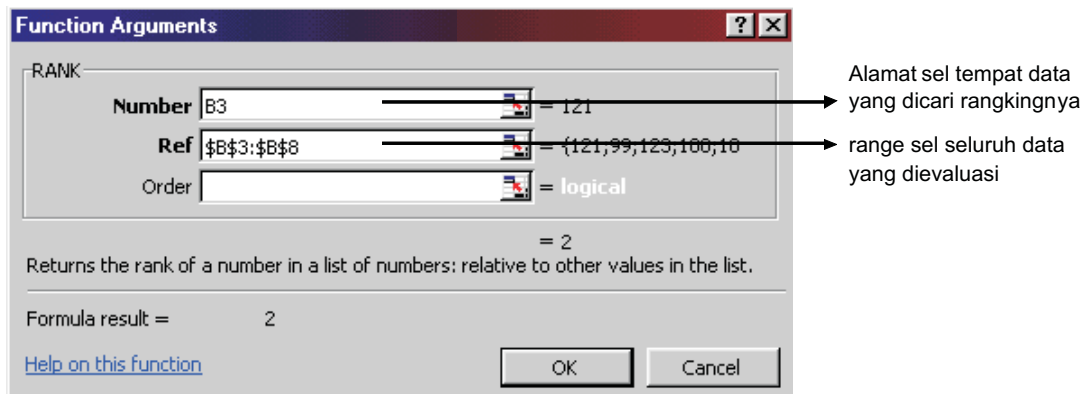 Function Arguments
RANK
Number B3 = 121
Ref $B$3:$B$8 = {121;99;123;100;10
Order = logical
= 2
Returns the rank of a number in a list of numbers: relative to other values in the list.
Formula result = 2
Help on this function
OK Cancel
Alamat sel tempat data
yang dicari rangkingnya
range sel seluruh data
yang dievaluasi